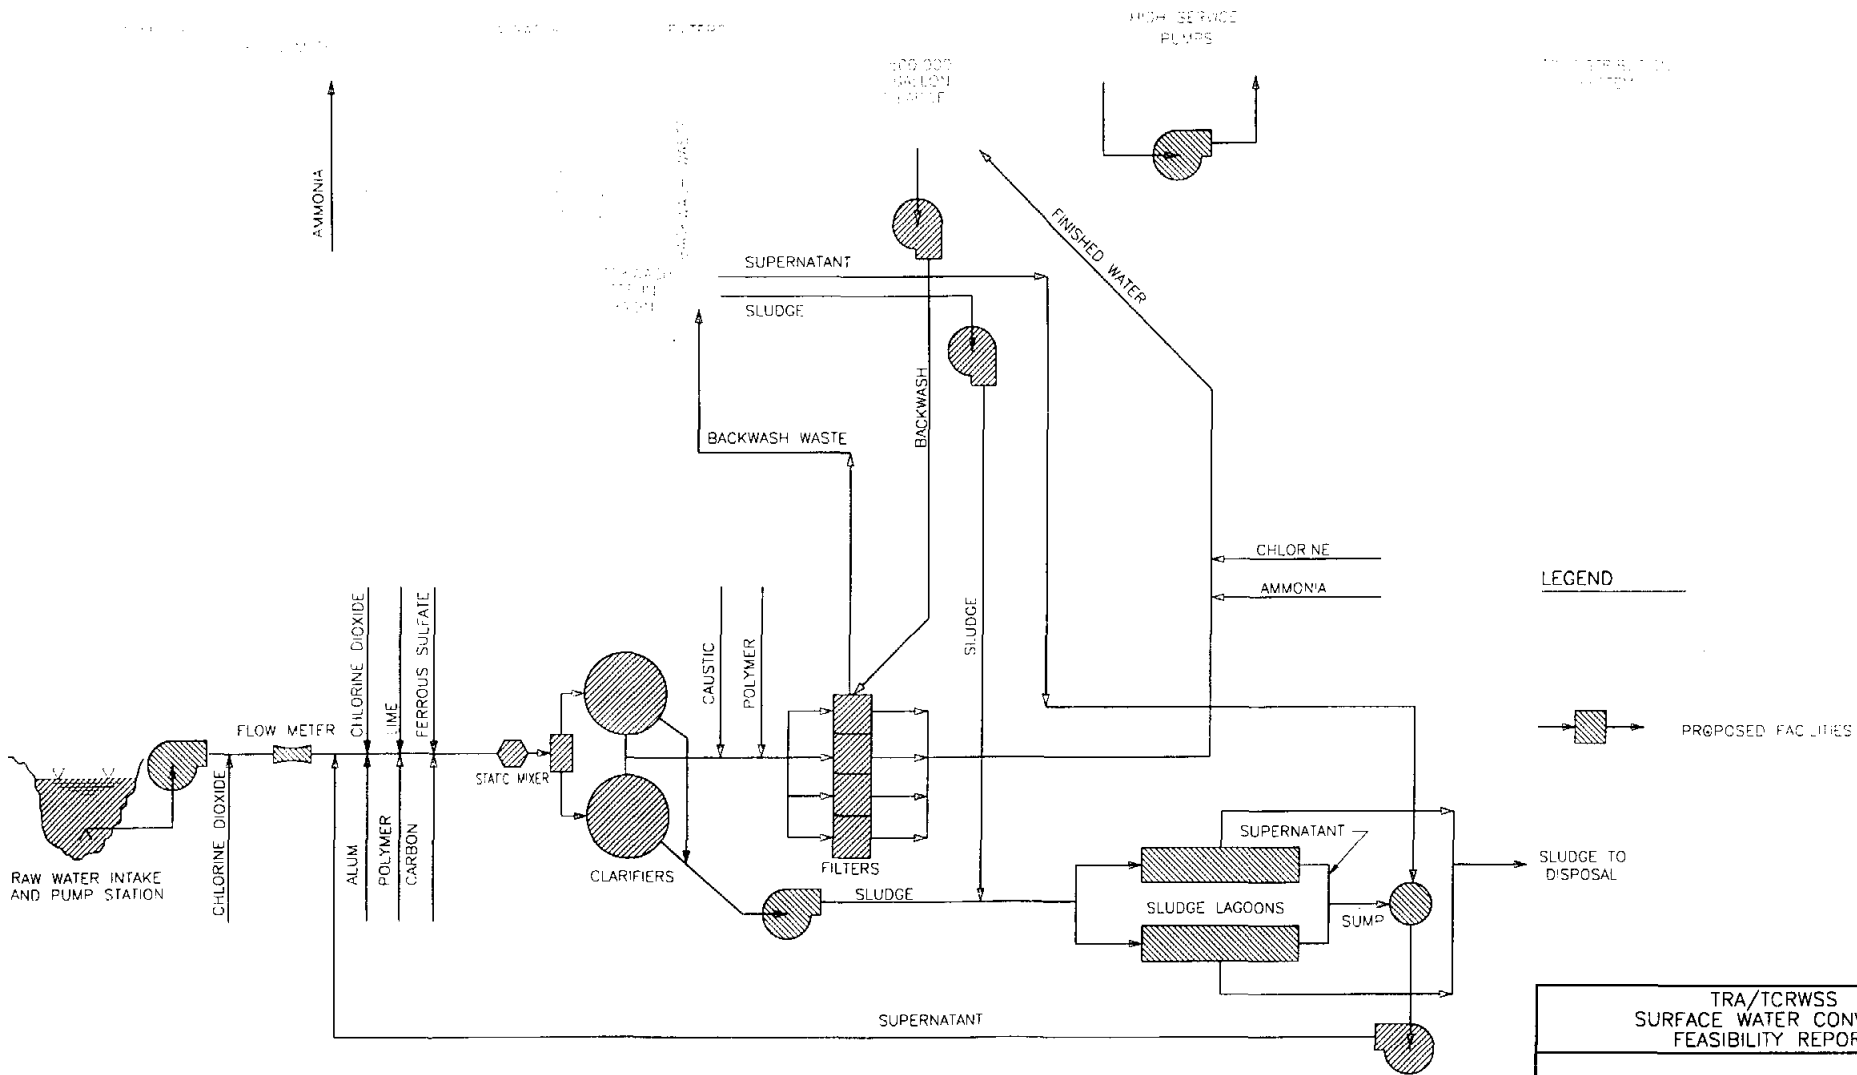 HIGH SERVICE
PUMPS
AMMONIA
SUPERNATANT
SLUDGE
FINISHED WATER
BACKWASH
BACKWASH WASTE
CHLORINE
AMMONIA
LEGEND
SLUDGE
CHLORINE DIOXIDE
LIME
FERROUS SULFATE
CAUSTIC
POLYMER
FLOW METER
STATIC MIXER
PROPOSED FACILITIES
RAW WATER INTAKE
AND PUMP STATION
CHLORINE DIOXIDE
ALUM
POLYMER
CARBON
CLARIFIERS
FILTERS
SLUDGE
SUPERNATANT
SLUDGE LAGOONS
SUMP
SLUDGE TO
DISPOSAL
SUPERNATANT
TRA/TCRWSS
SURFACE WATER CONV
FEASIBILITY REPOR